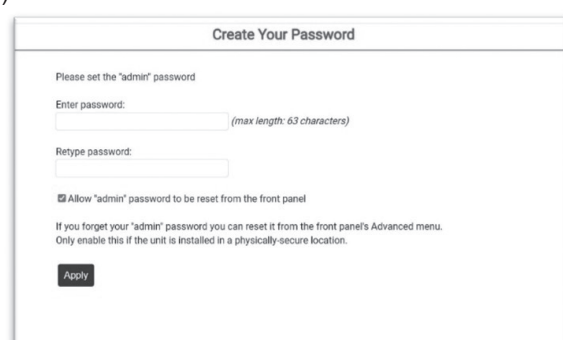 Create Your Password
Please set the "admin" password
Enter password:
(max length: 63 characters)
Retype password:
Allow "admin" password to be reset from the front panel
If you forget your "admin" password you can reset it from the front panel's Advanced menu.
Only enable this if the unit is installed in a physically-secure location.
Apply